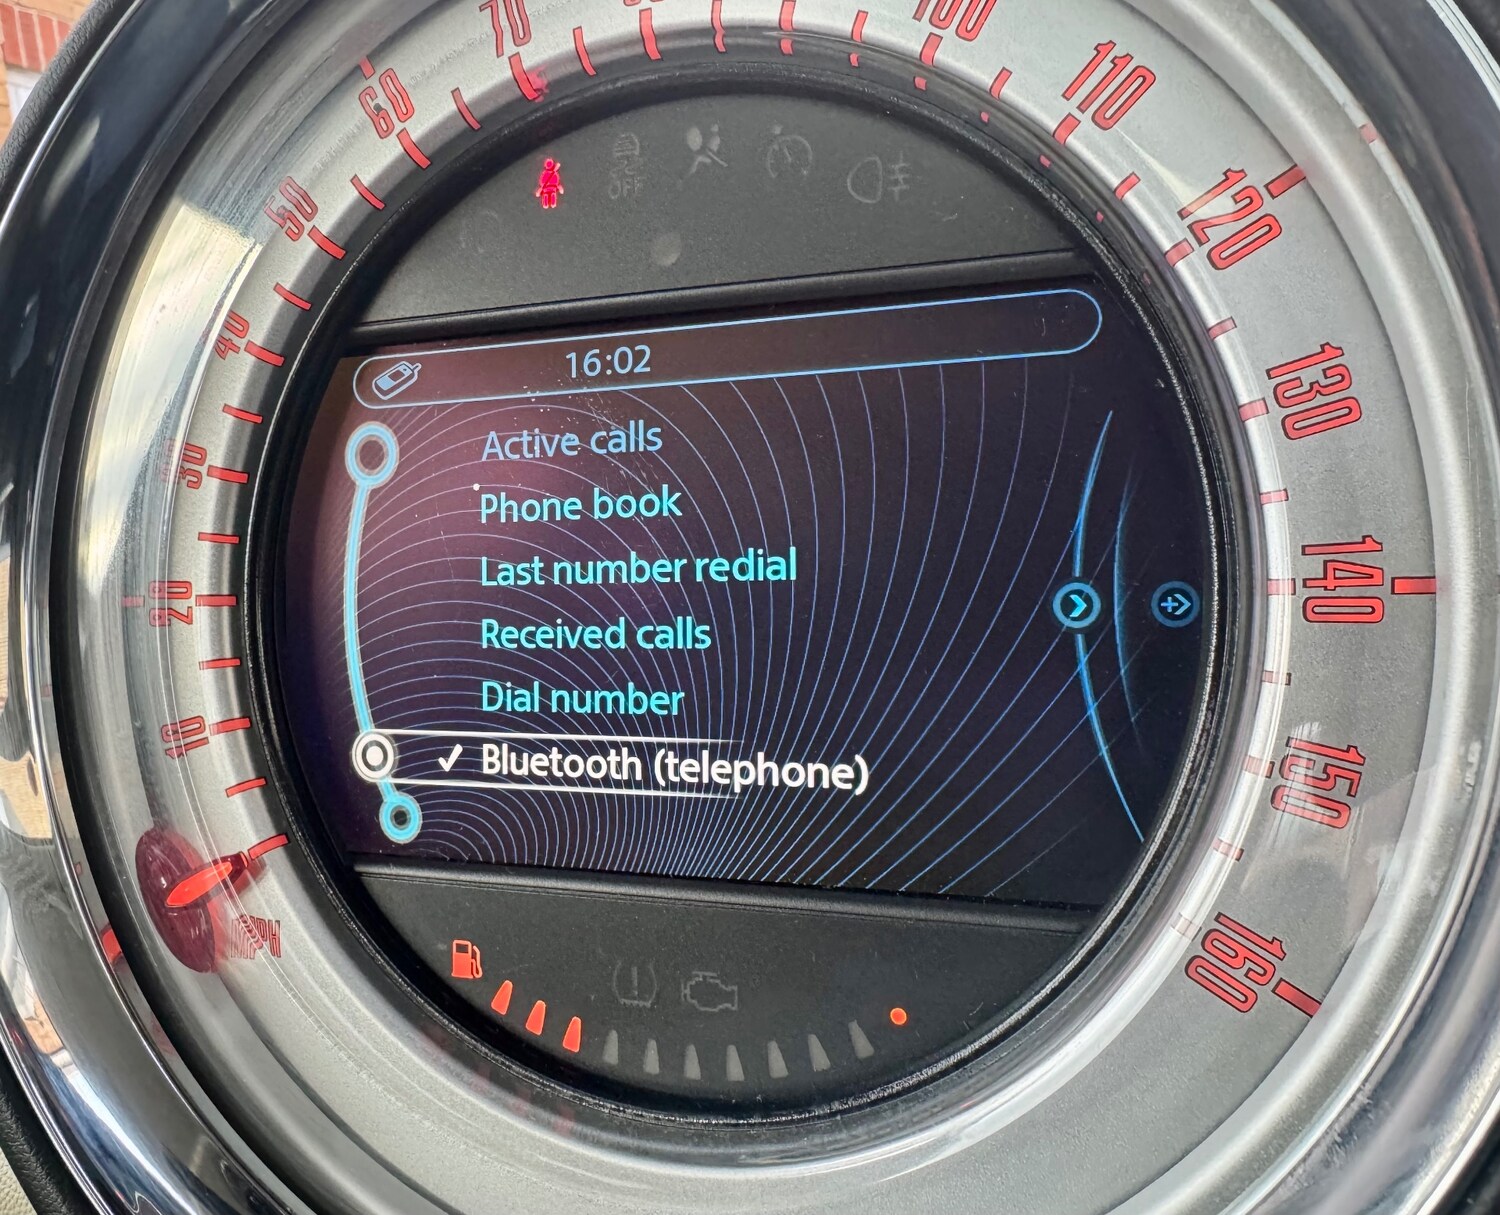 70
100
60
110
50
120
40
16:02
130
Active calls
30
Phone book
Last number redial
20
140
Received calls
Dial number
10
✓ Bluetooth (telephone)
150
MPH
160